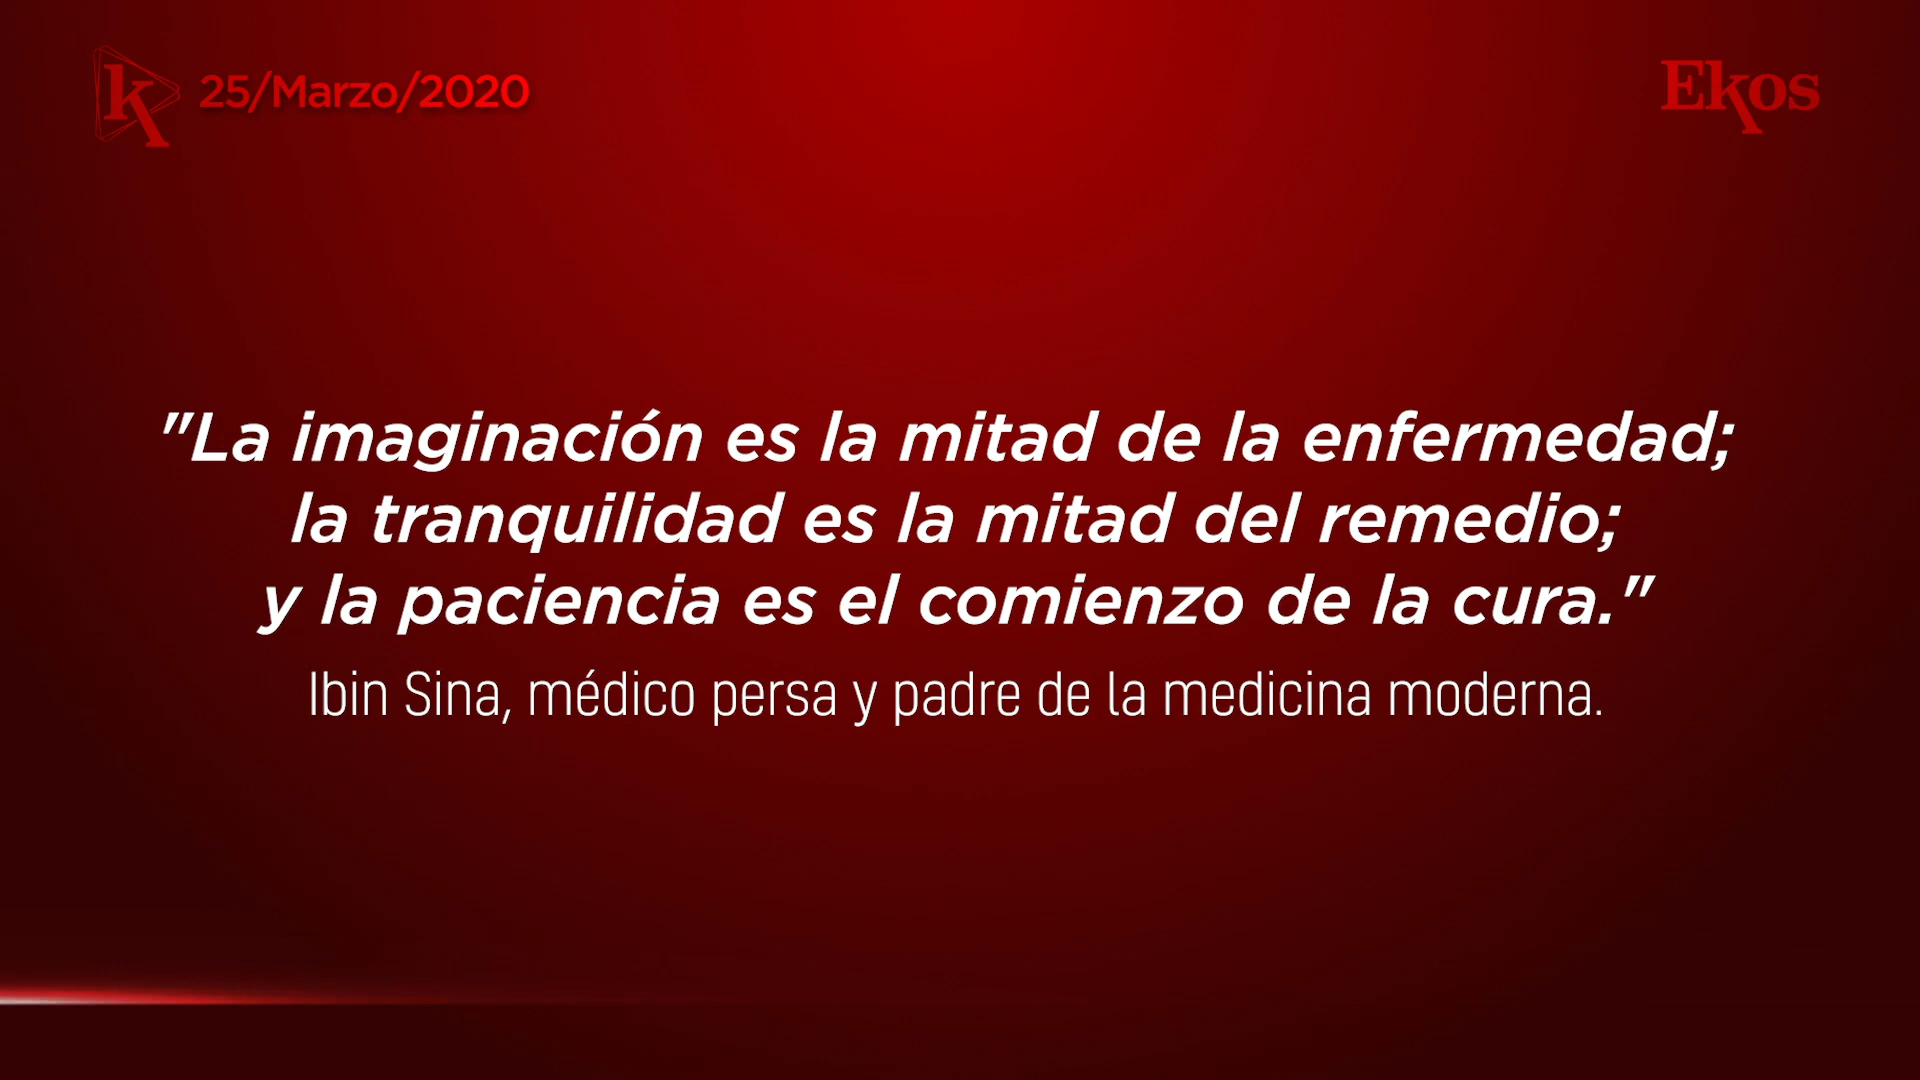 k 25/Marzo/2020
Ekos
"La imaginación es la mitad de la enfermedad;
la tranquilidad es la mitad del remedio;
y la paciencia es el comienzo de la cura."
Ibin Sina, médico persa y padre de la medicina moderna.